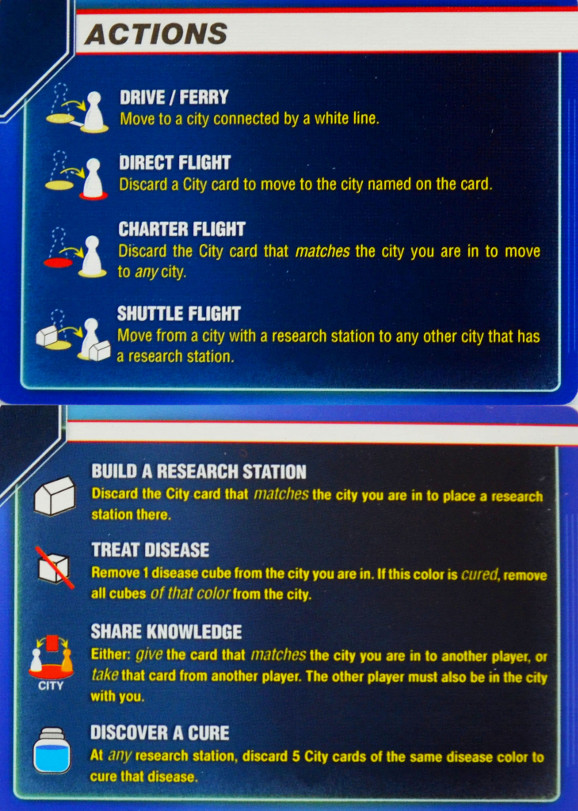 ACTIONS
DRIVE / FERRY
Move to a city connected by a white line.
DIRECT FLIGHT
Discard a City card to move to the city named on the card.
CHARTER FLIGHT
Discard the City card that matches the city you are in to move
to any city.
SHUTTLE FLIGHT
Move from a city with a research station to any other city that has
a research station.
BUILD A RESEARCH STATION
Discard the City card that matches the city you are in to place a research
station there.
TREAT DISEASE
Remove 1 disease cube from the city you are in. If this color is cured, remove
all cubes of that color from the city.
SHARE KNOWLEDGE
Either: give the card that matches the city you are in to another player, or
take that card from another player. The other player must also be in the city
with you.
CITY
DISCOVER A CURE
At any research station, discard 5 City cards of the same disease color to
cure that disease.